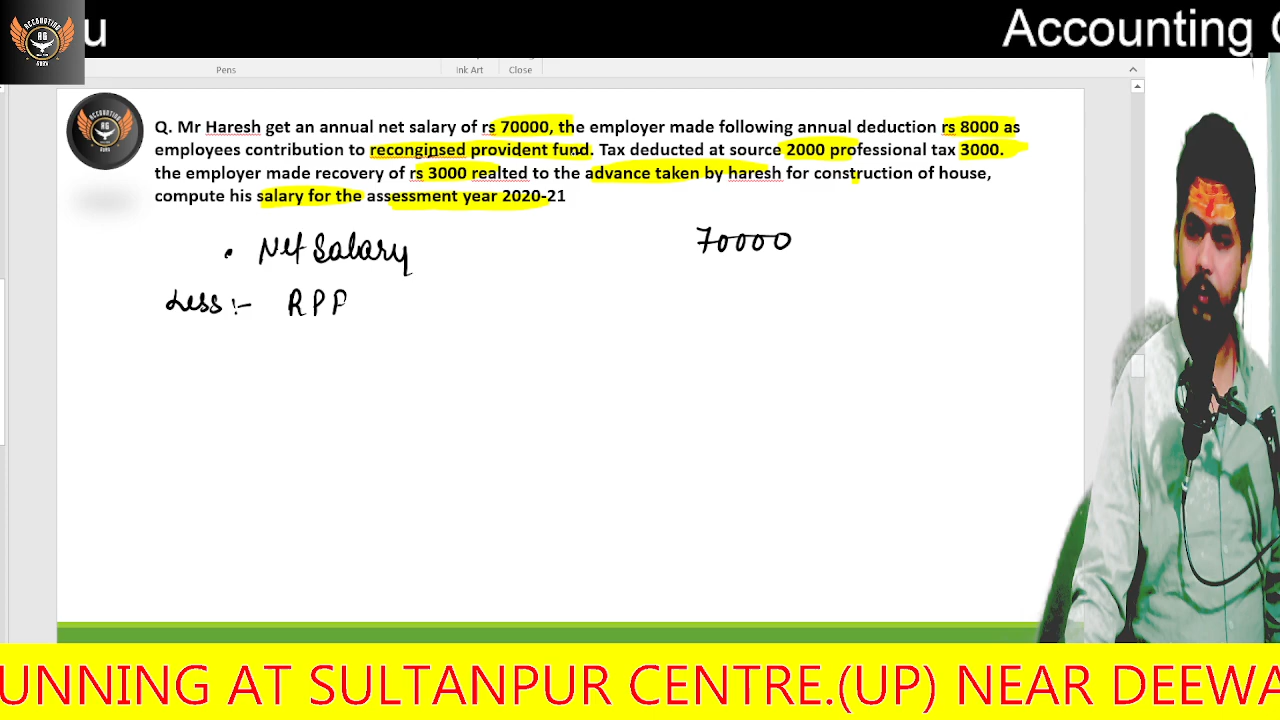 u
Accounting
Pens
Ink Art
Close
ACCOUNTING
AG
GURU
Q. Mr Haresh get an annual net salary of rs 70000, the employer made following annual deduction rs 8000 as
employees contribution to reconginsed provident fund. Tax deducted at source 2000 professional tax 3000.
the employer made recovery of rs 3000 realted to the advance taken by haresh for construction of house,
compute his salary for the assessment year 2020-21
• Net Salary 70000
Less :- RPP
UNNING AT SULTANPUR CENTRE.(UP) NEAR DEEWA